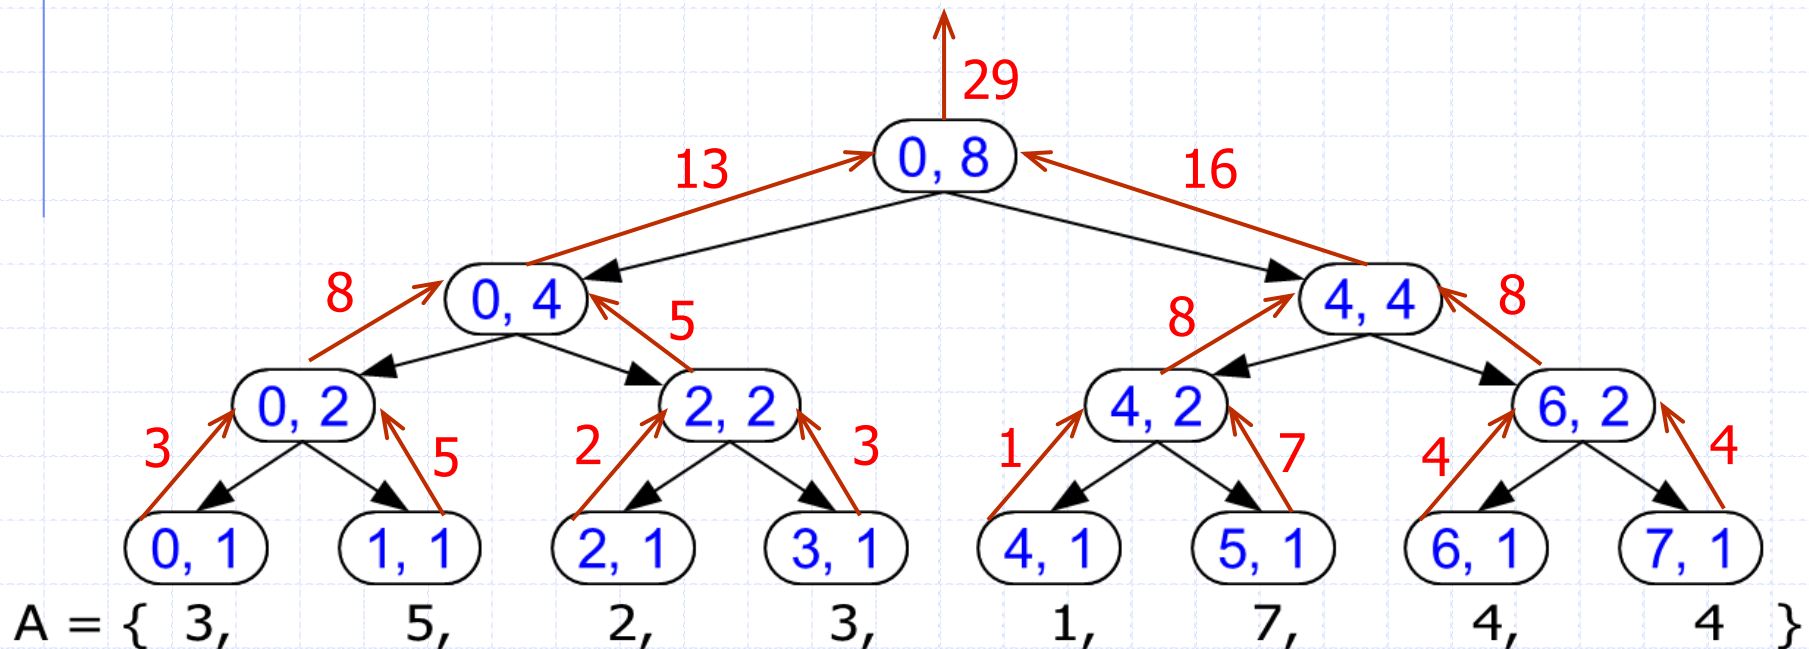 29
0, 8
13 16
0, 4 4, 4
8 5 8 8
0, 2 2, 2 4, 2 6, 2
3 5 2 3 1 7 4 4
0, 1 1, 1 2, 1 3, 1 4, 1 5, 1 6, 1 7, 1
A = { 3, 5, 2, 3, 1, 7, 4, 4 }